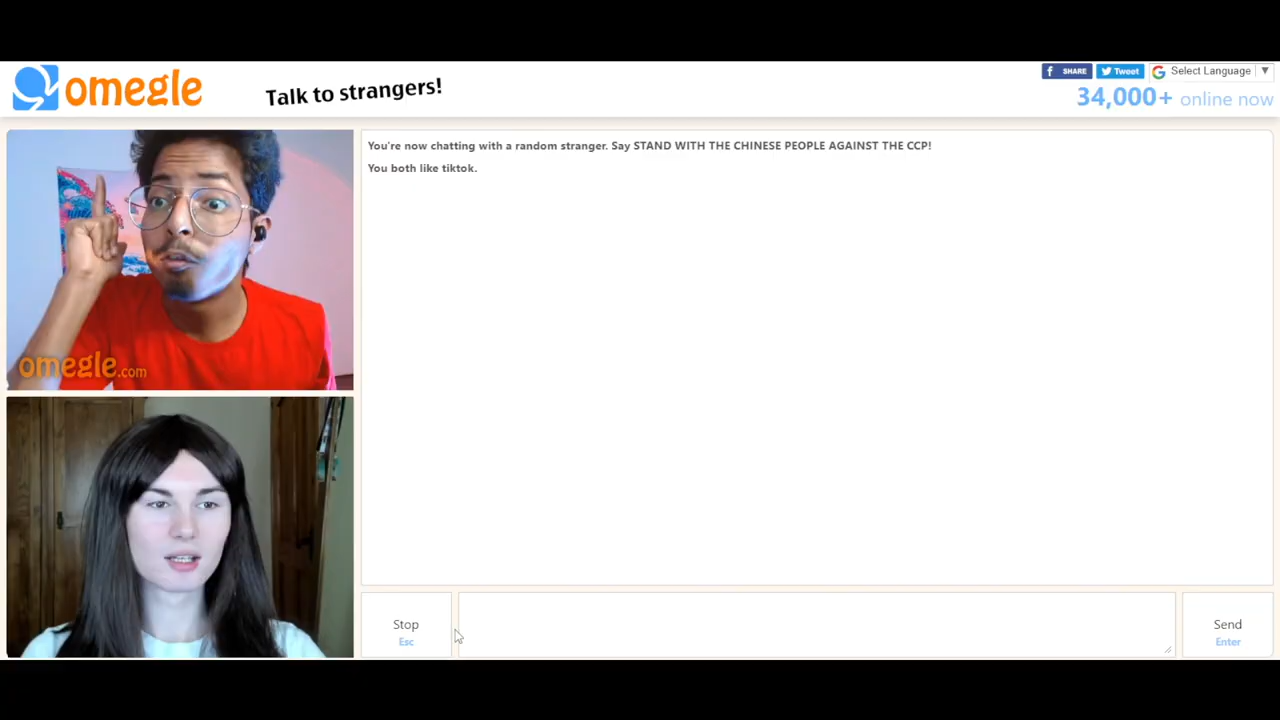 omegle
Talk to strangers!
SHARE
Tweet
Select Language
34,000+ online now
omegle.com
You're now chatting with a random stranger. Say STAND WITH THE CHINESE PEOPLE AGAINST THE CCP!
You both like tiktok.
Stop
Esc
Send
Enter